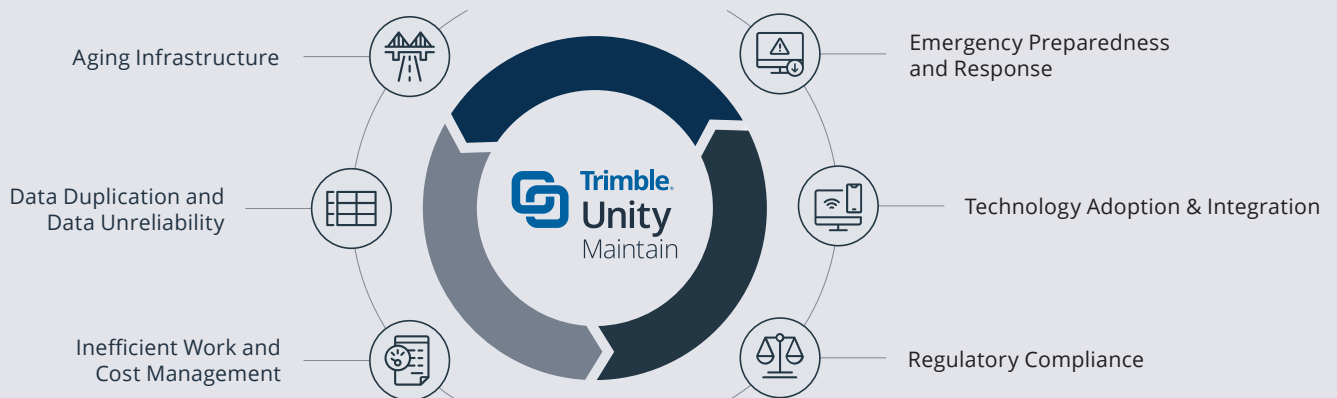 Aging Infrastructure
Data Duplication and
Data Unreliability
Inefficient Work and
Cost Management
Trimble.
Unity
Maintain
Emergency Preparedness
and Response
Technology Adoption & Integration
Regulatory Compliance